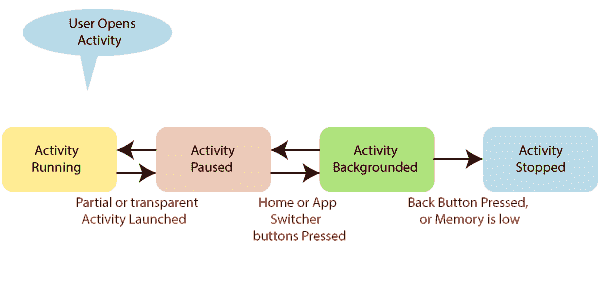 User Opens
Activity
Activity
Running
Activity
Paused
Activity
Backgrounded
Activity
Stopped
Partial or transparent
Activity Launched
Home or App
Switcher
buttons Pressed
Back Button Pressed,
or Memory is low